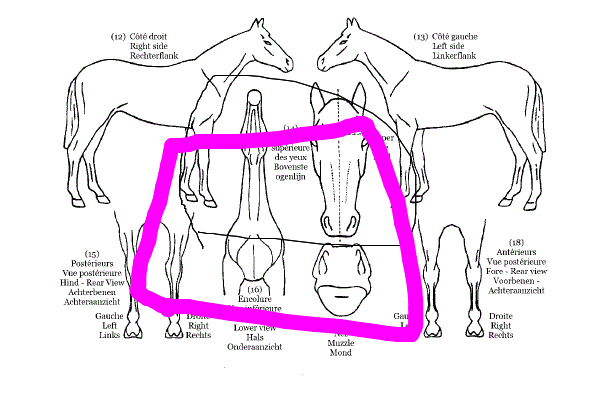 (12) Côté droit
Right side
Rechterflank
(13) Côté gauche
Left side
Linkerflank
des yeux
Bovenste
ogenlijn
(15)
Postérieurs
Vue postérieure
Hind - Rear View
Achterbenen
Achteraanzicht
Gauche
Left
Links
Right
Rechts
(16)
Encolure
Lower view
Hals
Onderaanzicht
Muzzle
Mond
(18)
Antérieurs
Vue postérieure
Fore - Rear view
Voorbenen -
Achteraanzicht
Droite
Right
Rechts